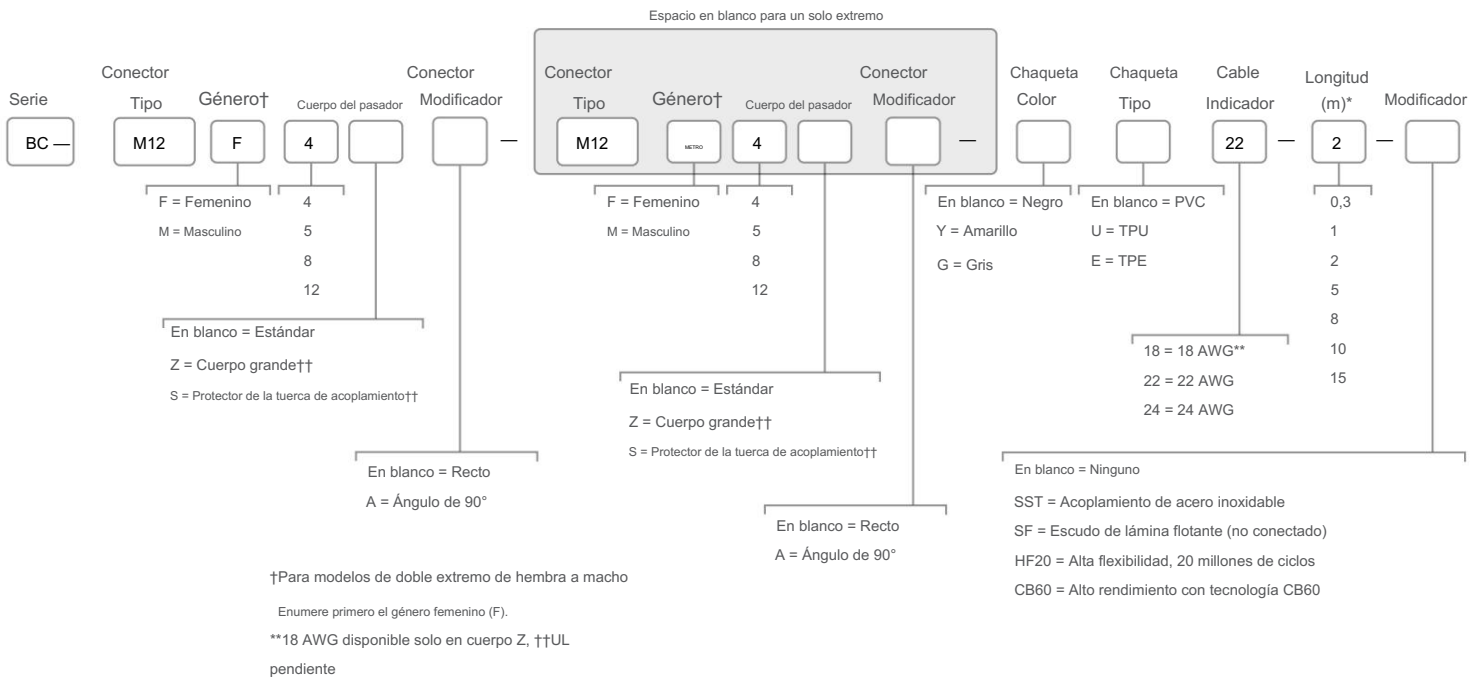 Espacio en blanco para un solo extremo
Serie
Conector
Tipo
Género†
Cuerpo del pasador
Conector
Modificador
Conector
Tipo
Género†
Cuerpo del pasador
Conector
Modificador
Chaqueta
Color
Chaqueta
Tipo
Cable
Indicador
Longitud
(m)*
Modificador
BC — M12 F 4 — M12 METRO 4 — 22 — 2 —
F = Femenino
M = Masculino
4
5
8
12
F = Femenino
M = Masculino
4
5
8
12
En blanco = Negro
Y = Amarillo
G = Gris
En blanco = PVC
U = TPU
E = TPE
0,3
1
2
5
8
10
15
En blanco = Estándar
Z = Cuerpo grande††
S = Protector de la tuerca de acoplamiento††
18 = 18 AWG**
22 = 22 AWG
24 = 24 AWG
En blanco = Estándar
Z = Cuerpo grande††
S = Protector de la tuerca de acoplamiento††
En blanco = Recto
A = Ángulo de 90°
En blanco = Ninguno
SST = Acoplamiento de acero inoxidable
SF = Escudo de lámina flotante (no conectado)
HF20 = Alta flexibilidad, 20 millones de ciclos
CB60 = Alto rendimiento con tecnología CB60
En blanco = Recto
A = Ángulo de 90°
†Para modelos de doble extremo de hembra a macho
Enumere primero el género femenino (F).
**18 AWG disponible solo en cuerpo Z, ††UL
pendiente